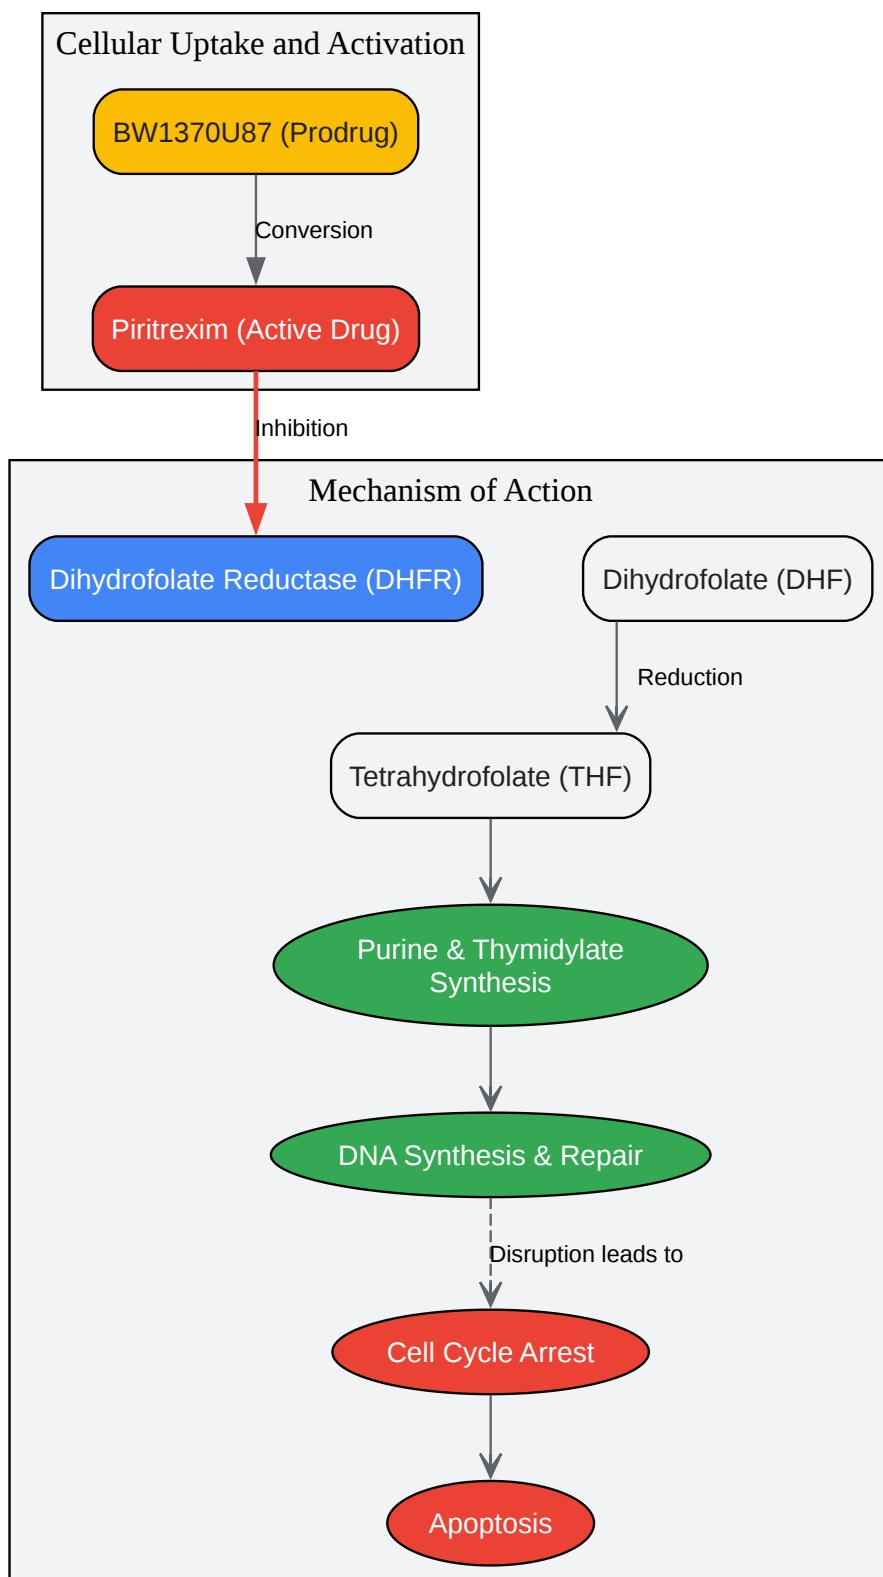 Cellular Uptake and Activation
BW1370U87 (Prodrug)
Conversion
Piritrexim (Active Drug)
Inhibition
Mechanism of Action
Dihydrofolate Reductase (DHFR)
Dihydrofolate (DHF)
Reduction
Tetrahydrofolate (THF)
Purine & Thymidylate
Synthesis
DNA Synthesis & Repair
Disruption leads to
Cell Cycle Arrest
Apoptosis